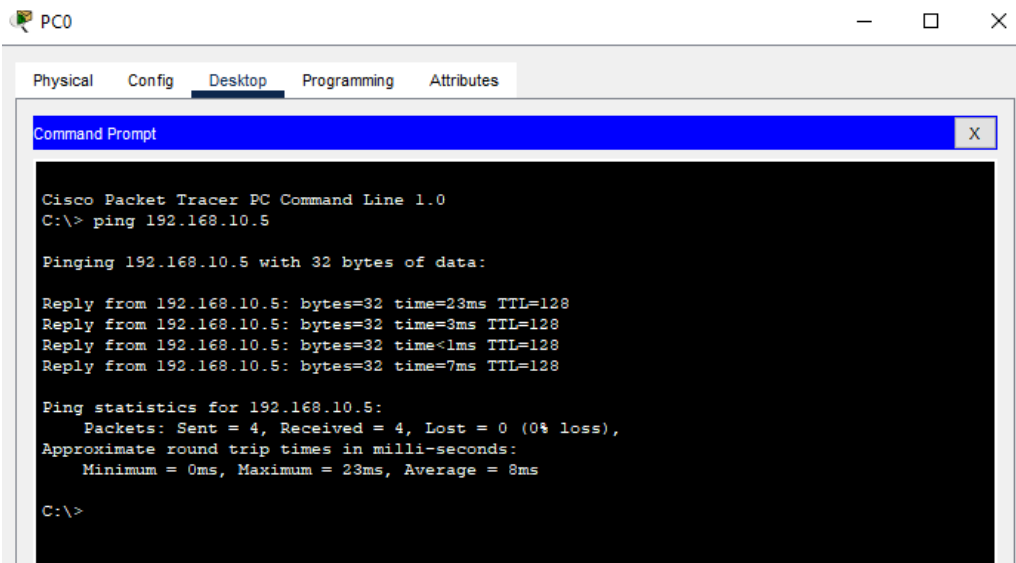 PC0
Physical Config Desktop Programming Attributes
Command Prompt X
Cisco Packet Tracer PC Command Line 1.0
C:\> ping 192.168.10.5
Pinging 192.168.10.5 with 32 bytes of data:
Reply from 192.168.10.5: bytes=32 time=23ms TTL=128
Reply from 192.168.10.5: bytes=32 time=3ms TTL=128
Reply from 192.168.10.5: bytes=32 time<1ms TTL=128
Reply from 192.168.10.5: bytes=32 time=7ms TTL=128
Ping statistics for 192.168.10.5:
Packets: Sent = 4, Received = 4, Lost = 0 (0% loss),
Approximate round trip times in milli-seconds:
Minimum = 0ms, Maximum = 23ms, Average = 8ms
C:\>